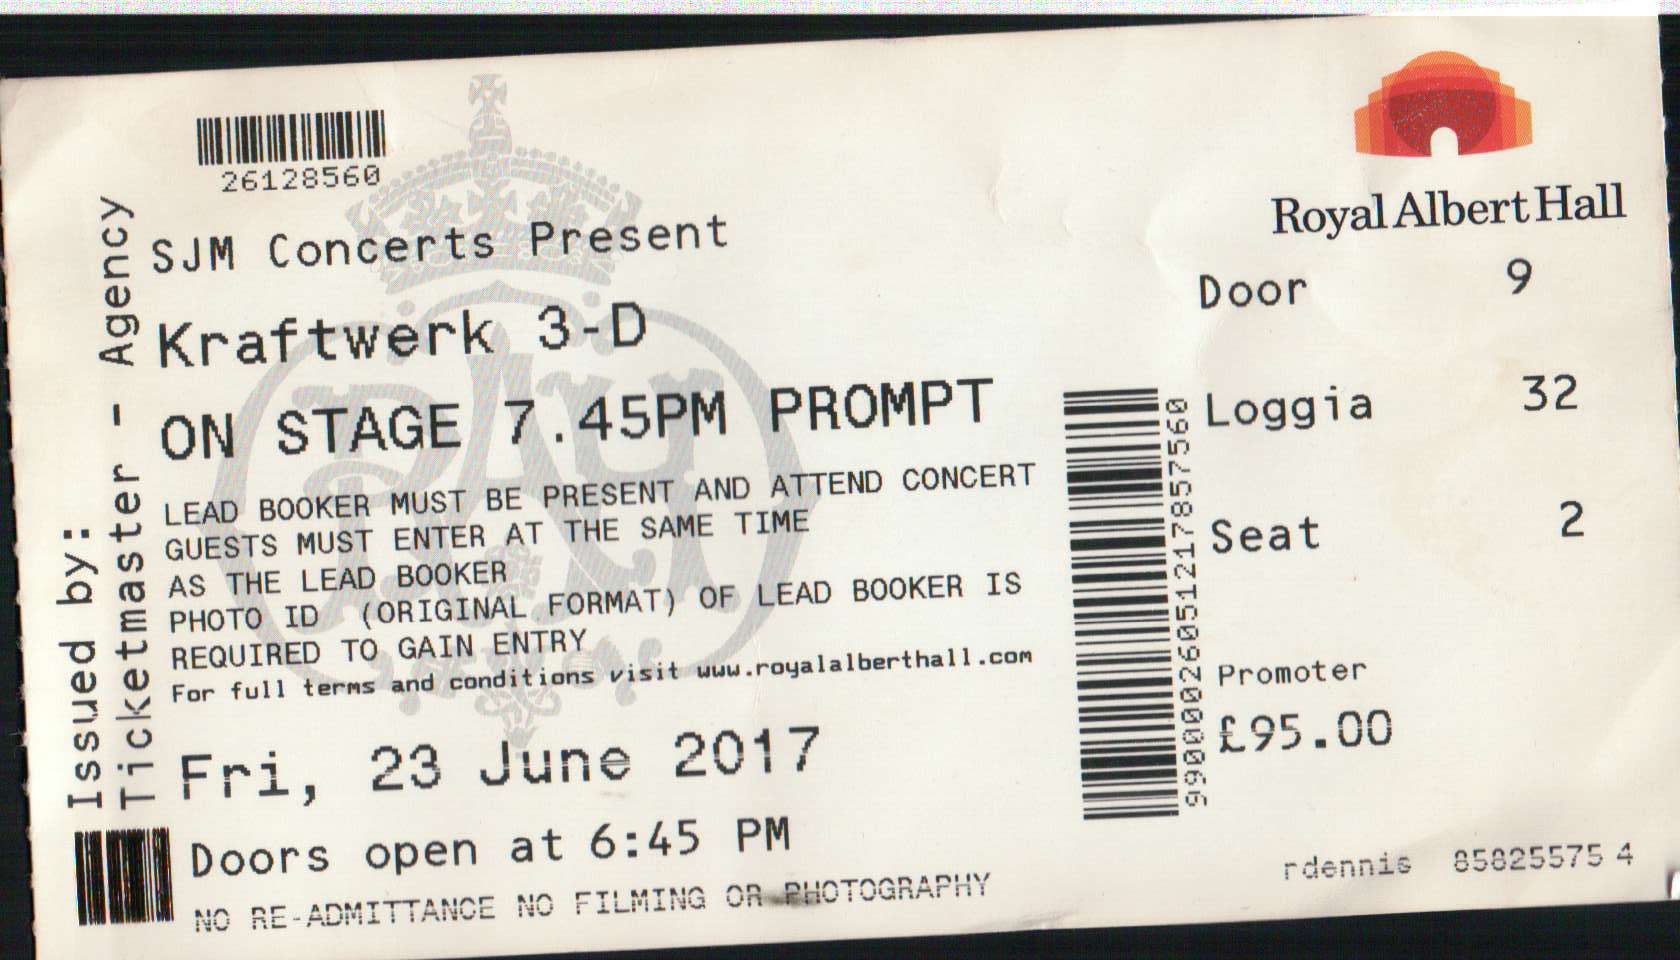 26128560
SJM Concerts Present
Kraftwerk 3-D
ON STAGE 7.45PM PROMPT
LEAD BOOKER MUST BE PRESENT AND ATTEND CONCERT
GUESTS MUST ENTER AT THE SAME TIME
AS THE LEAD BOOKER
PHOTO ID (ORIGINAL FORMAT) OF LEAD BOOKER IS
REQUIRED TO GAIN ENTRY
For full terms and conditions visit www.royalalberthall.com
Fri, 23 June 2017
Doors open at 6:45 PM
NO RE-ADMITTANCE NO FILMING OR PHOTOGRAPHY
Issued by:
Ticketmaster - Agency
99000026051217857560
Royal Albert Hall
Door 9
Loggia 32
Seat 2
Promoter
£95.00
rdennis 85825575 4